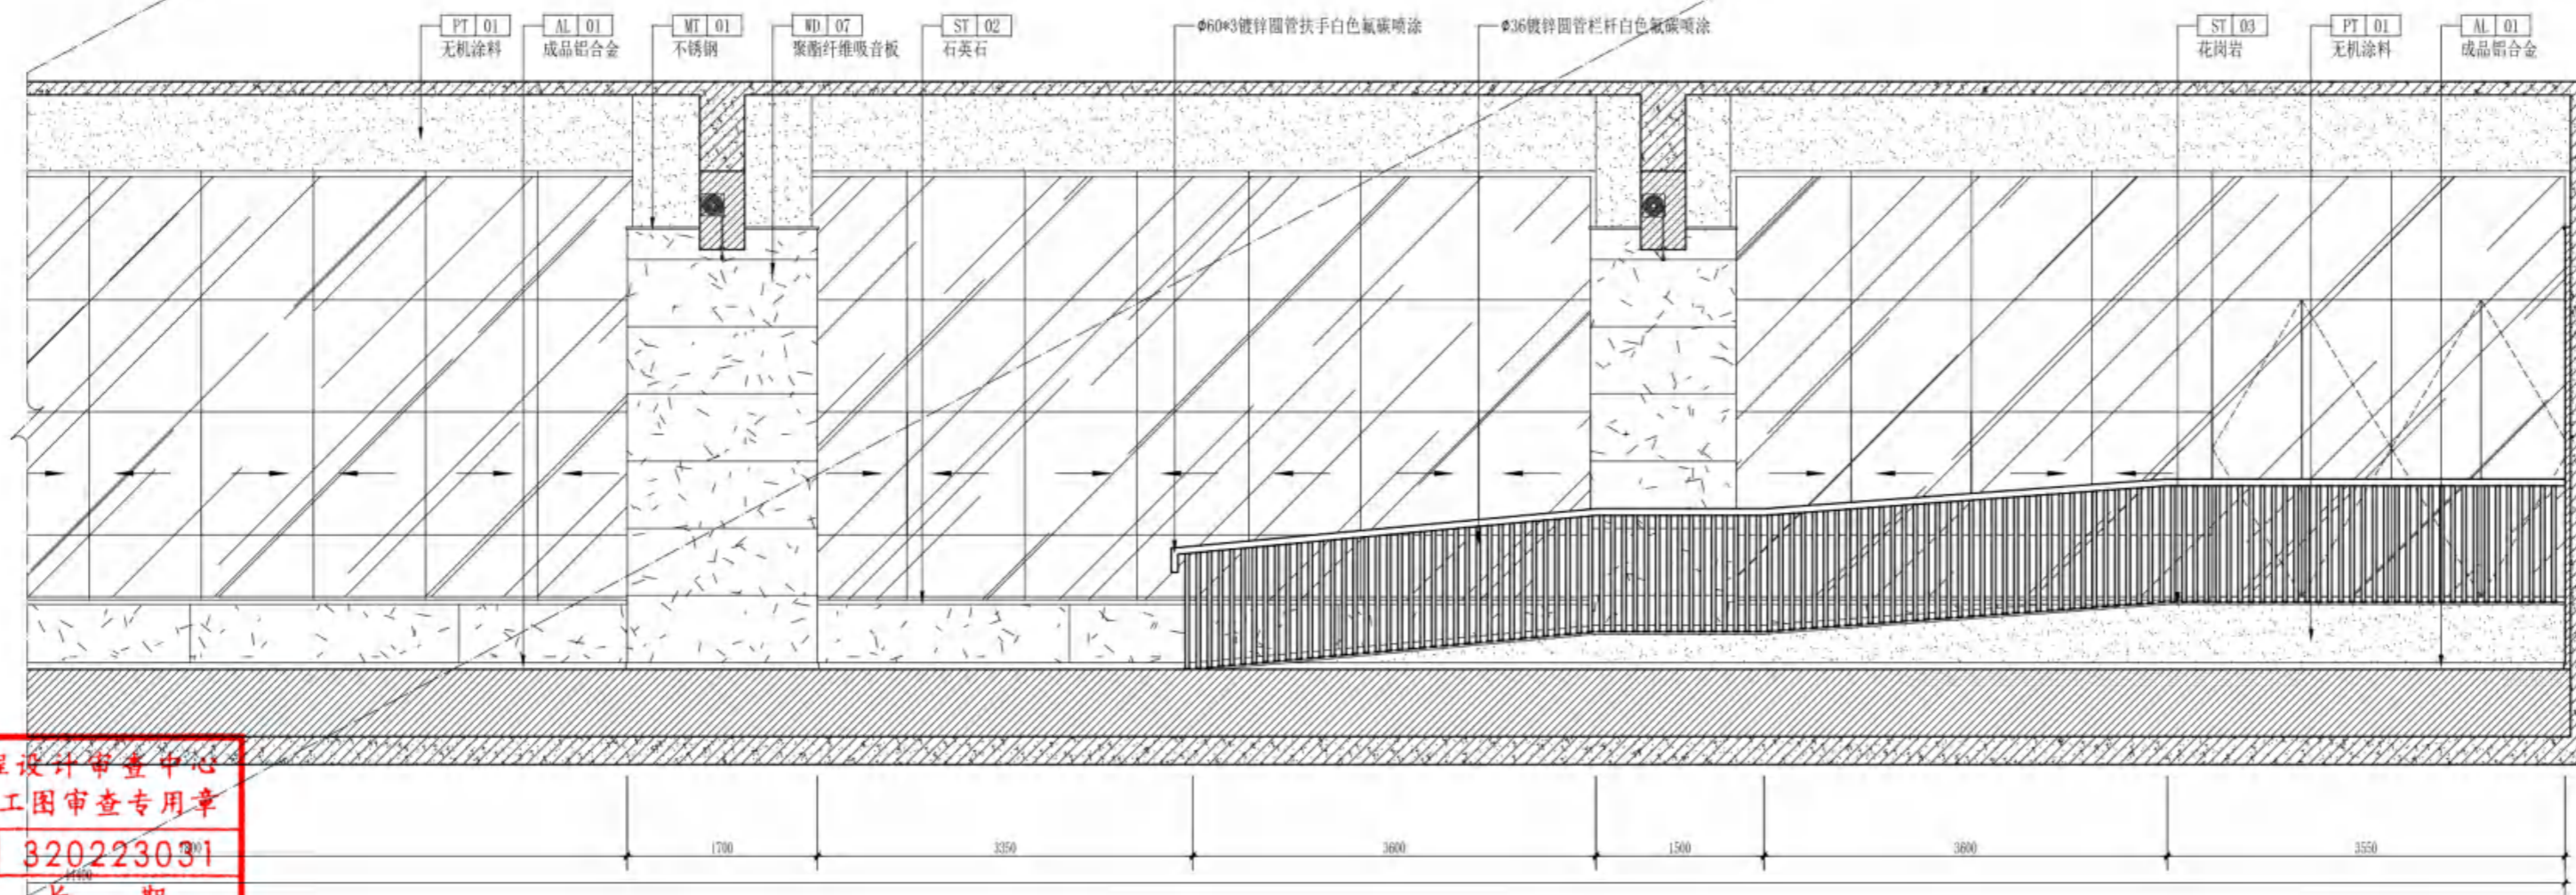 PT 01
无机涂料
AL 01
成品铝合金
MT 01
不锈钢
WD 07
聚酯纤维吸音板
ST 02
石英石
φ60*3镀锌圆管扶手白色氟碳喷涂
φ36镀锌圆管栏杆白色氟碳喷涂
ST 03
花岗岩
PT 01
无机涂料
AL 01
成品铝合金
程设计审查中心
工图审查专用章
320223031
长 期
1700
3350
3600
1500
3600
3550